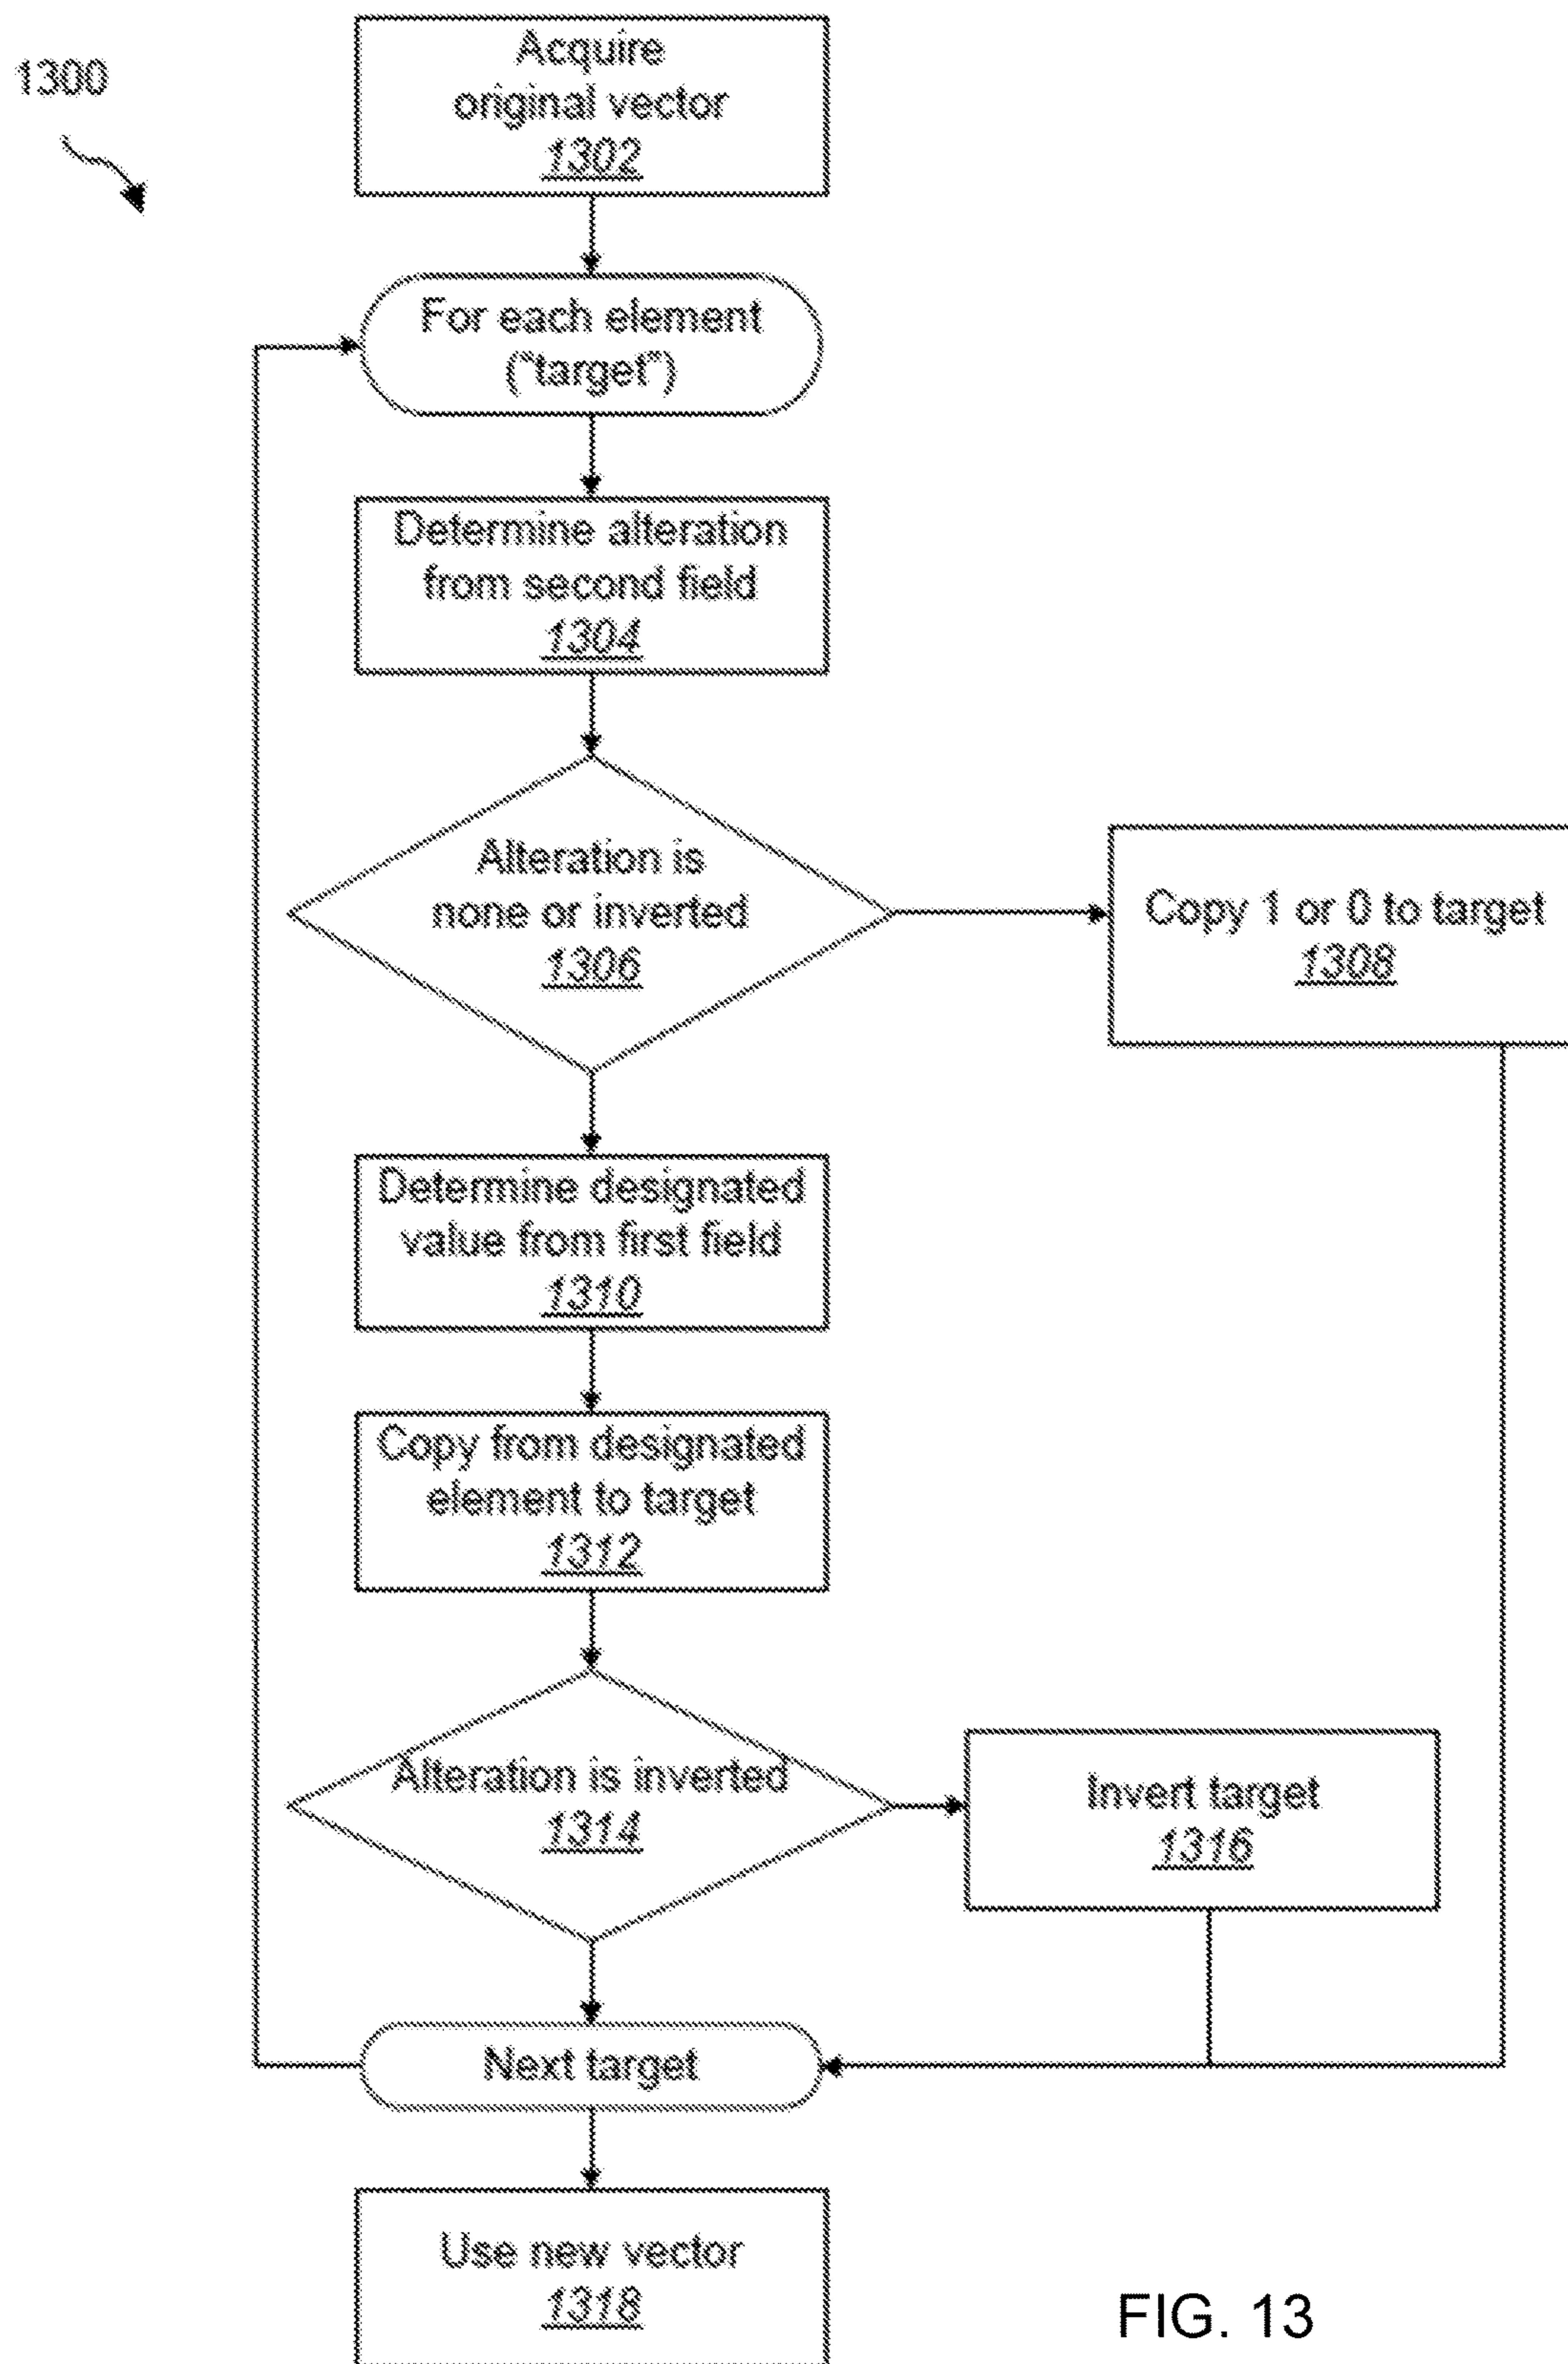 1300
Acquire
original vector
1302
For each element
("target")
Determine alteration
from second field
1304
Alteration is
none or inverted
1306
Copy 1 or 0 to target
1308
Determine designated
value from first field
1310
Copy from designated
element to target
1312
Alteration is inverted
1314
Invert target
1316
Next target
Use new vector
1318
FIG. 13